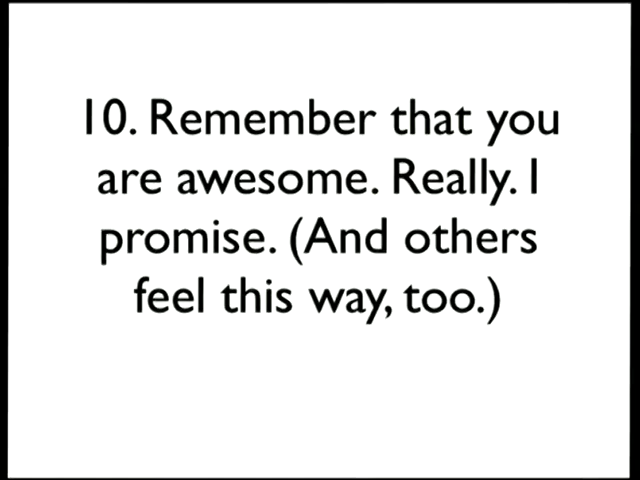 10. Remember that you
are awesome. Really. I
promise. (And others
feel this way, too.)